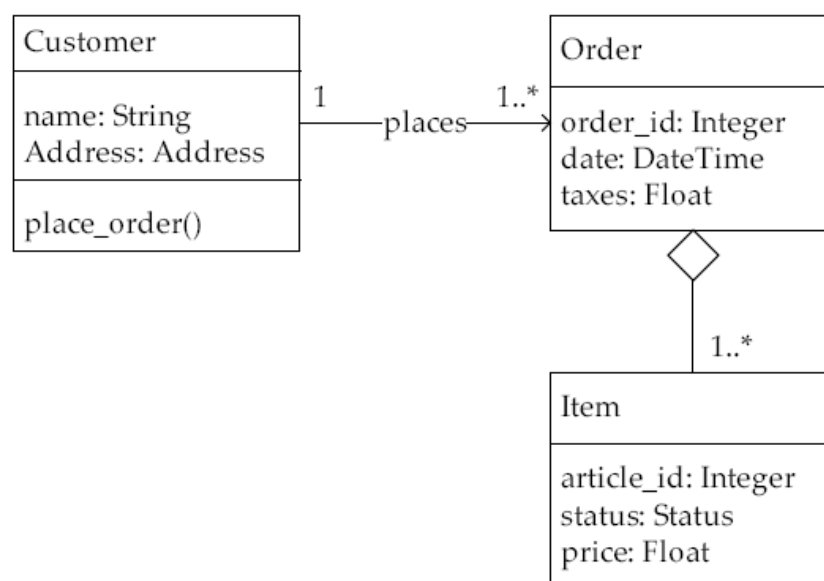 Customer
name: String
Address: Address
place_order()
1
places
1..*
Order
order_id: Integer
date: DateTime
taxes: Float
1..*
Item
article_id: Integer
status: Status
price: Float